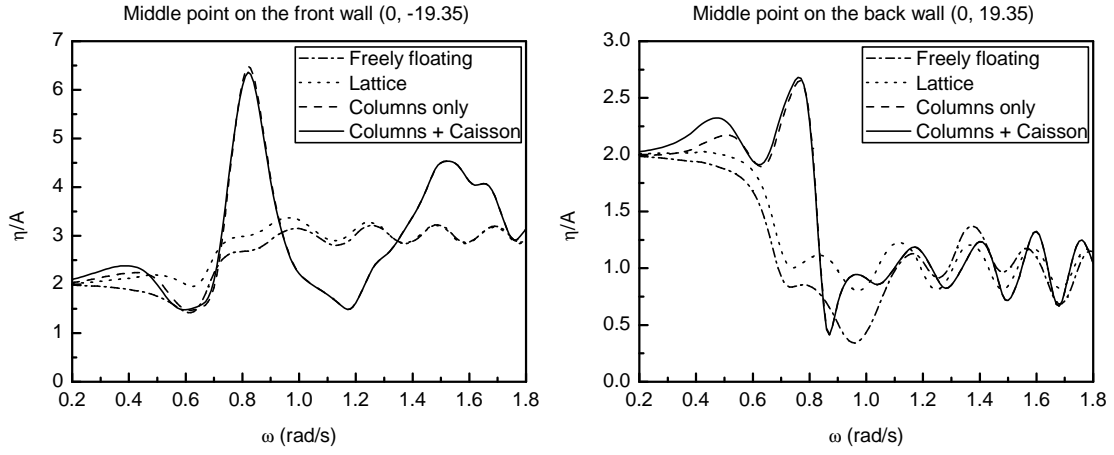 Middle point on the front wall (0, -19.35)
7
6
5
4
3
2
1
0
η/A
0.2 0.4 0.6 0.8 1.0 1.2 1.4 1.6 1.8
ω (rad/s)
Freely floating
Lattice
Columns only
Columns + Caisson
Middle point on the back wall (0, 19.35)
3.0
2.5
2.0
1.5
1.0
0.5
0.0
η/A
0.2 0.4 0.6 0.8 1.0 1.2 1.4 1.6 1.8
ω (rad/s)
Freely floating
Lattice
Columns only
Columns + Caisson